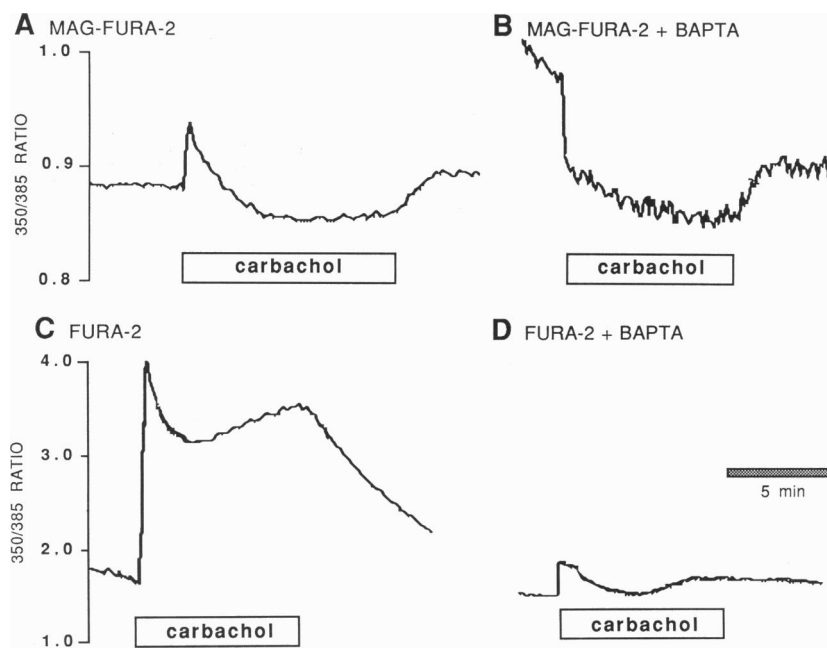 A MAG-FURA-2
B MAG-FURA-2 + BAPTA
1.0
0.9
0.8
350/385 RATIO
carbachol
carbachol
C FURA-2
D FURA-2 + BAPTA
4.0
3.0
2.0
1.0
350/385 RATIO
5 min
carbachol
carbachol